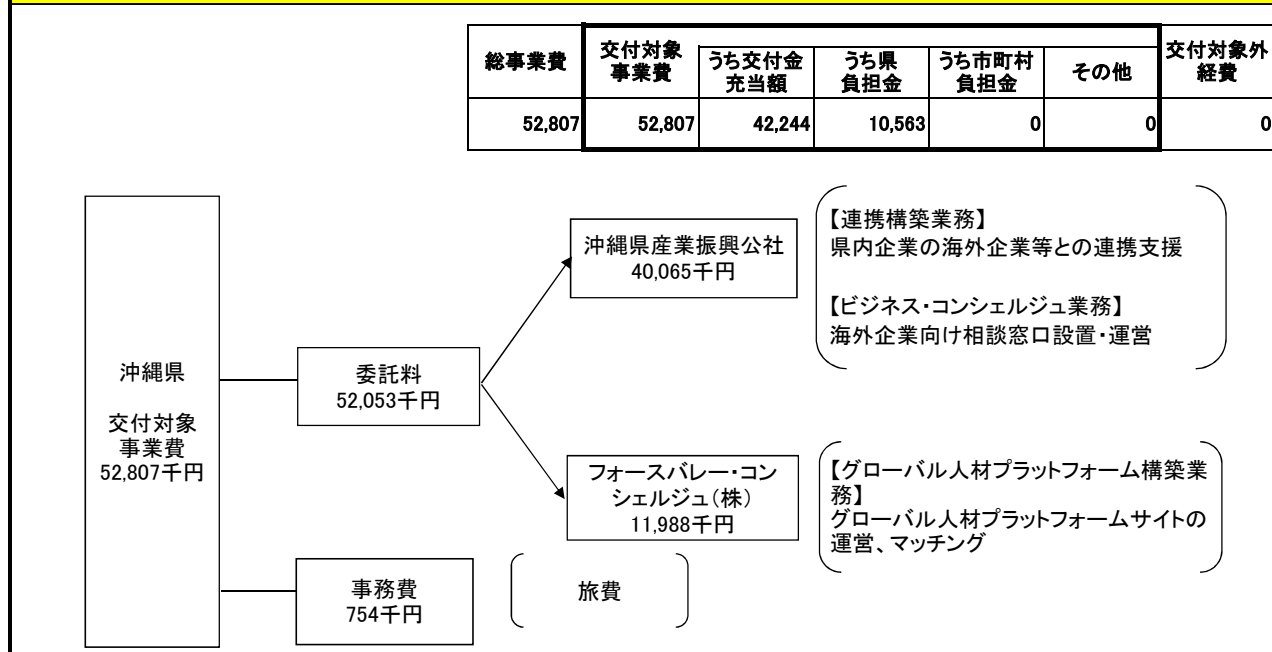 総事業費
交付対象
事業費
うち交付金
充当額
うち県
負担金
うち市町村
負担金
その他
交付対象外
経費
52,807
52,807
42,244
10,563
0
0
0
沖縄県
交付対象
事業費
52,807千円
委託料
52,053千円
沖縄県産業振興公社
40,065千円
【連携構築業務】
県内企業の海外企業等との連携支援
【ビジネス・コンシェルジュ業務】
海外企業向け相談窓口設置・運営
フォースバレー・コン
シェルジュ(株)
11,988千円
【グローバル人材プラットフォーム構築業
務】
グローバル人材プラットフォームサイトの
運営、マッチング
事務費
754千円
旅費